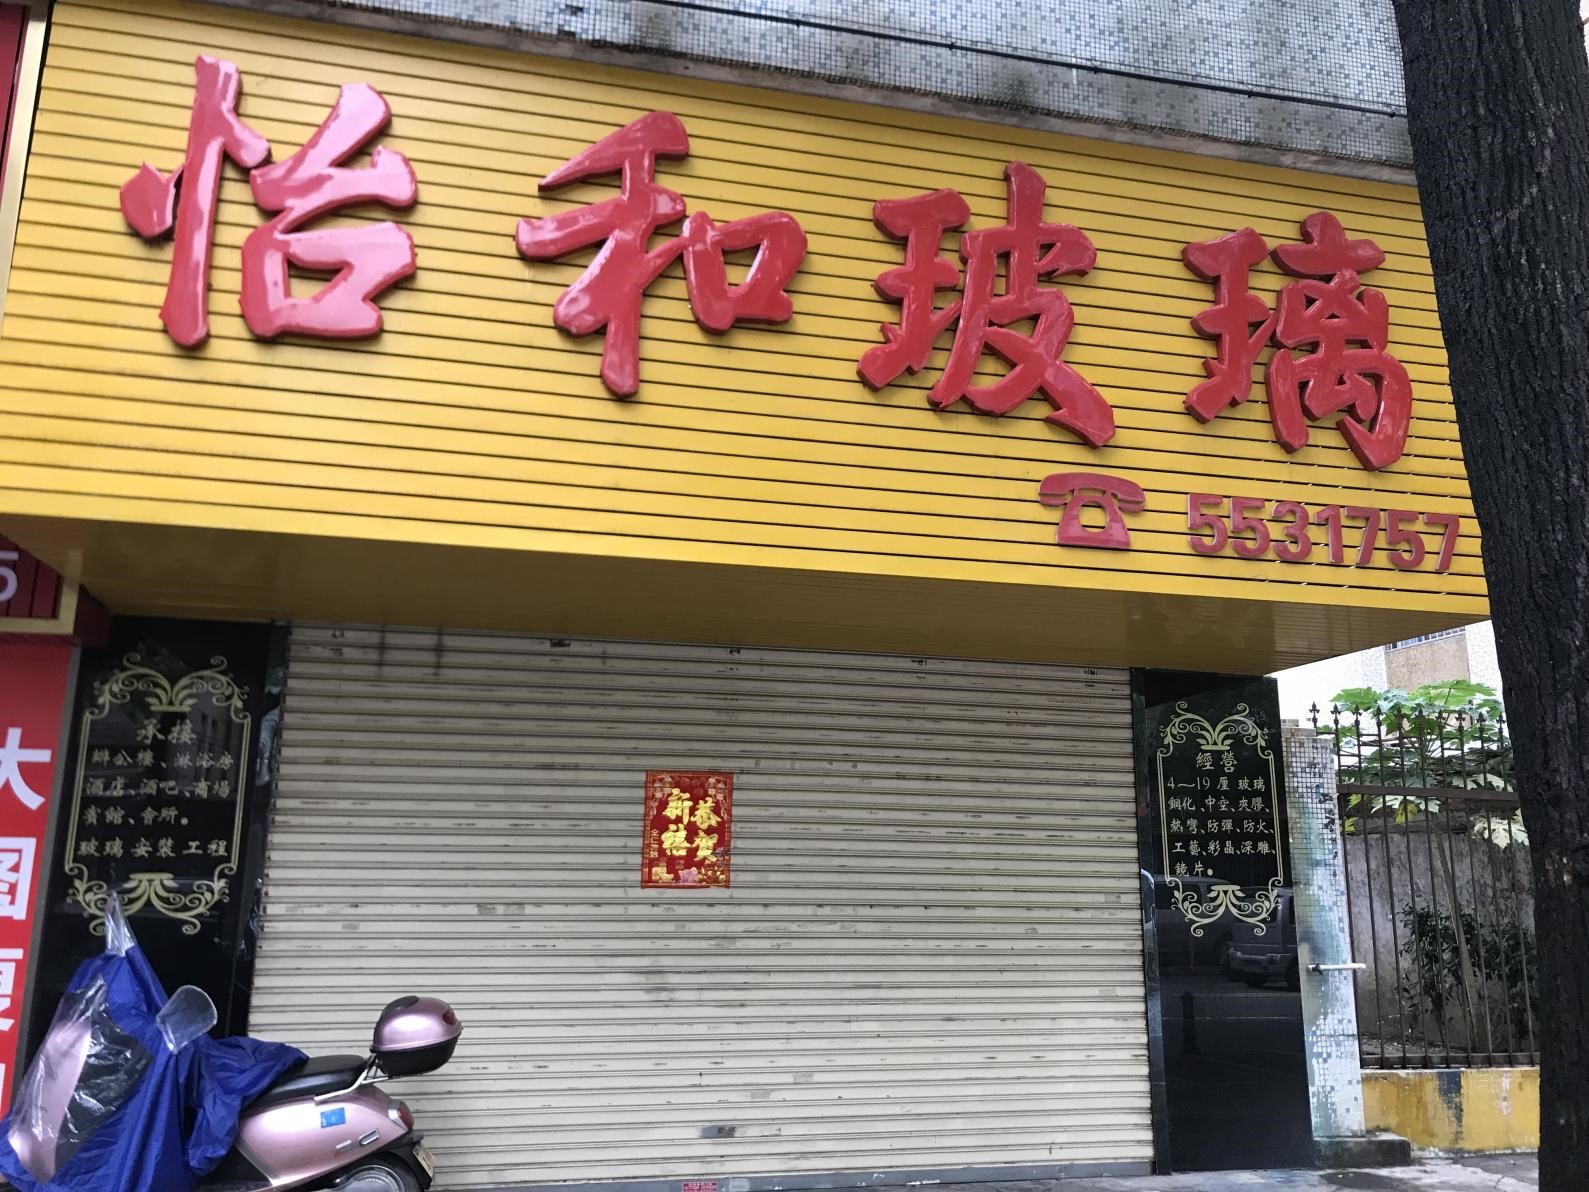 怡和玻璃
5531757
承接
辦公樓、淋浴房
酒店、酒吧、商場
賓館、會所。
玻璃安裝工程
恭賀
新禧
經營
4—19厘玻璃
鋼化、中空、夾膠、
熱彎、防彈、防火、
工藝、彩晶、深雕、
鏡片。
大
图
5